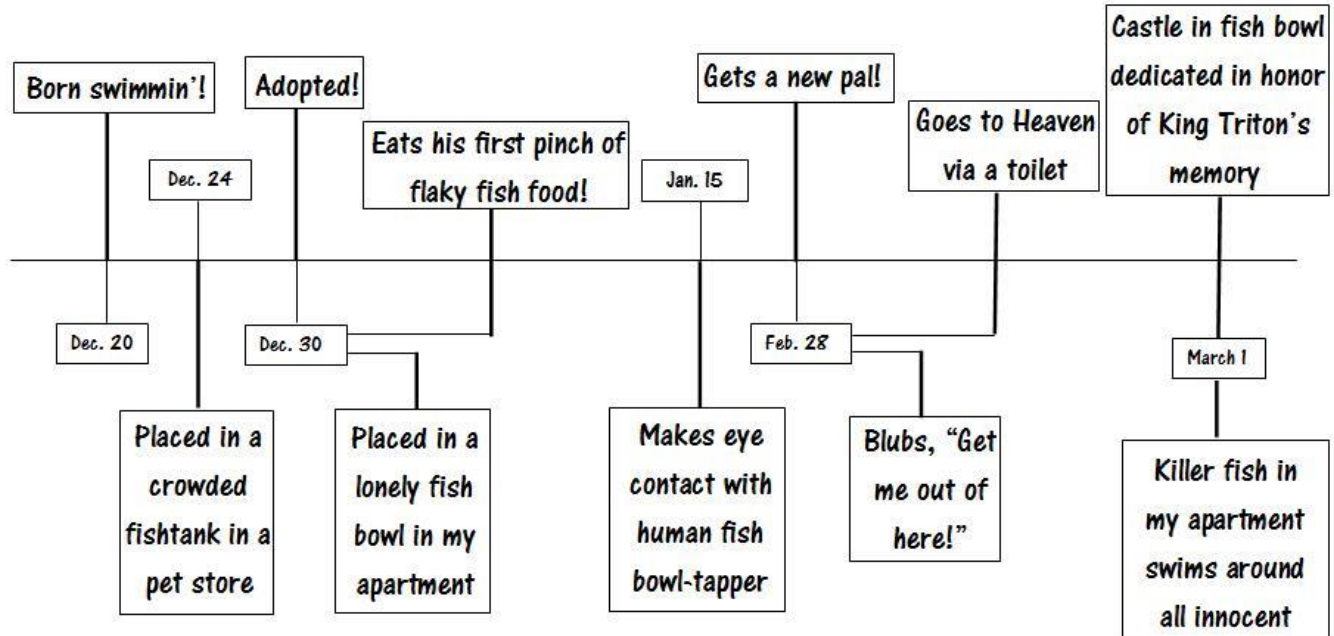 Born swimmin'!
Dec. 20
Dec. 24
Placed in a
crowded
fishtank in a
pet store
Adopted!
Dec. 30
Eats his first pinch of
flaky fish food!
Placed in a
lonely fish
bowl in my
apartment
Jan. 15
Makes eye
contact with
human fish
bowl-tapper
Gets a new pal!
Feb. 28
Goes to Heaven
via a toilet
Blubs, “Get
me out of
here!”
Castle in fish bowl
dedicated in honor
of King Triton's
memory
March 1
Killer fish in
my apartment
swims around
all innocent